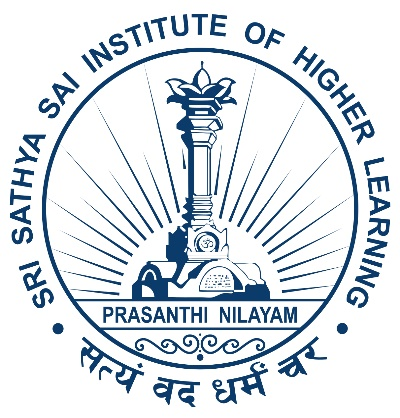 SRI SATHYA SAI INSTITUTE OF HIGHER LEARNING
ॐ
PRASANTHI NILAYAM
सत्यं वद धर्मं चर